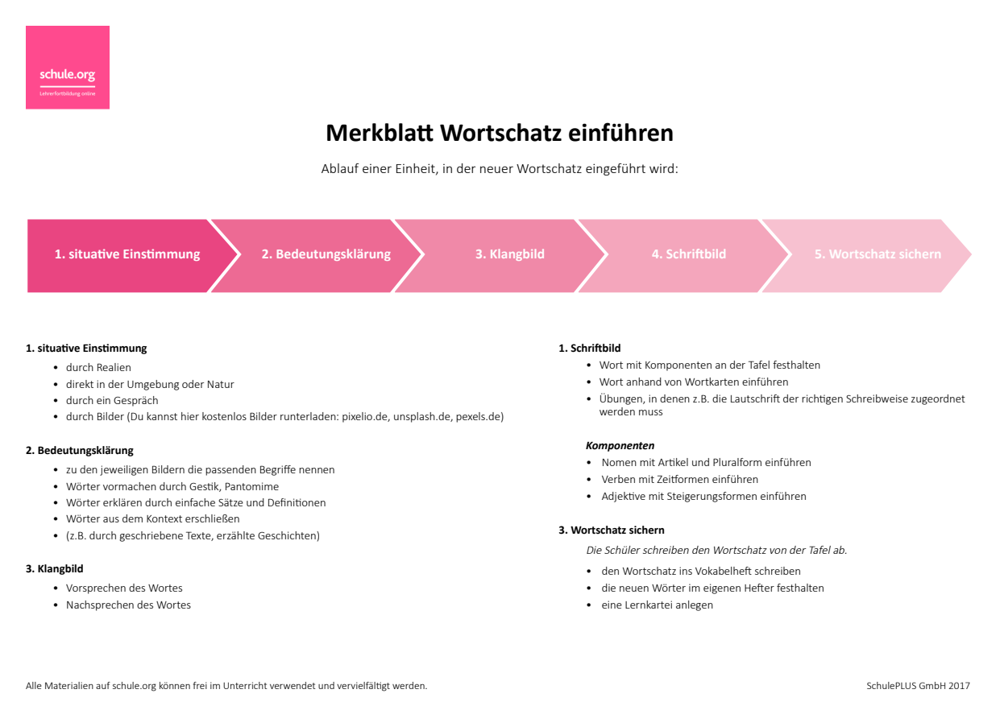 schule.org
Lehrerfortbildung online
Merkblatt Wortschatz einführen
Ablauf einer Einheit, in der neuer Wortschatz eingeführt wird:
1. situative Einstimmung
2. Bedeutungsklärung
3. Klangbild
4. Schriftbild
5. Wortschatz sichern
1. situative Einstimmung
• durch Realien
• direkt in der Umgebung oder Natur
• durch ein Gespräch
• durch Bilder (Du kannst hier kostenlos Bilder runterladen: pixelio.de, unsplash.de, pexels.de)
2. Bedeutungsklärung
• zu den jeweiligen Bildern die passenden Begriffe nennen
• Wörter vormachen durch Gestik, Pantomime
• Wörter erklären durch einfache Sätze und Definitionen
• Wörter aus dem Kontext erschließen
• (z.B. durch geschriebene Texte, erzählte Geschichten)
3. Klangbild
• Vorsprechen des Wortes
• Nachsprechen des Wortes
1. Schriftbild
• Wort mit Komponenten an der Tafel festhalten
• Wort anhand von Wortkarten einführen
• Übungen, in denen z.B. die Lautschrift der richtigen Schreibweise zugeordnet
werden muss
Komponenten
• Nomen mit Artikel und Pluralform einführen
• Verben mit Zeitformen einführen
• Adjektive mit Steigerungsformen einführen
3. Wortschatz sichern
Die Schüler schreiben den Wortschatz von der Tafel ab.
• den Wortschatz ins Vokabelheft schreiben
• die neuen Wörter im eigenen Hefter festhalten
• eine Lernkartei anlegen
Alle Materialien auf schule.org können frei im Unterricht verwendet und vervielfältigt werden.
SchulePLUS GmbH 2017